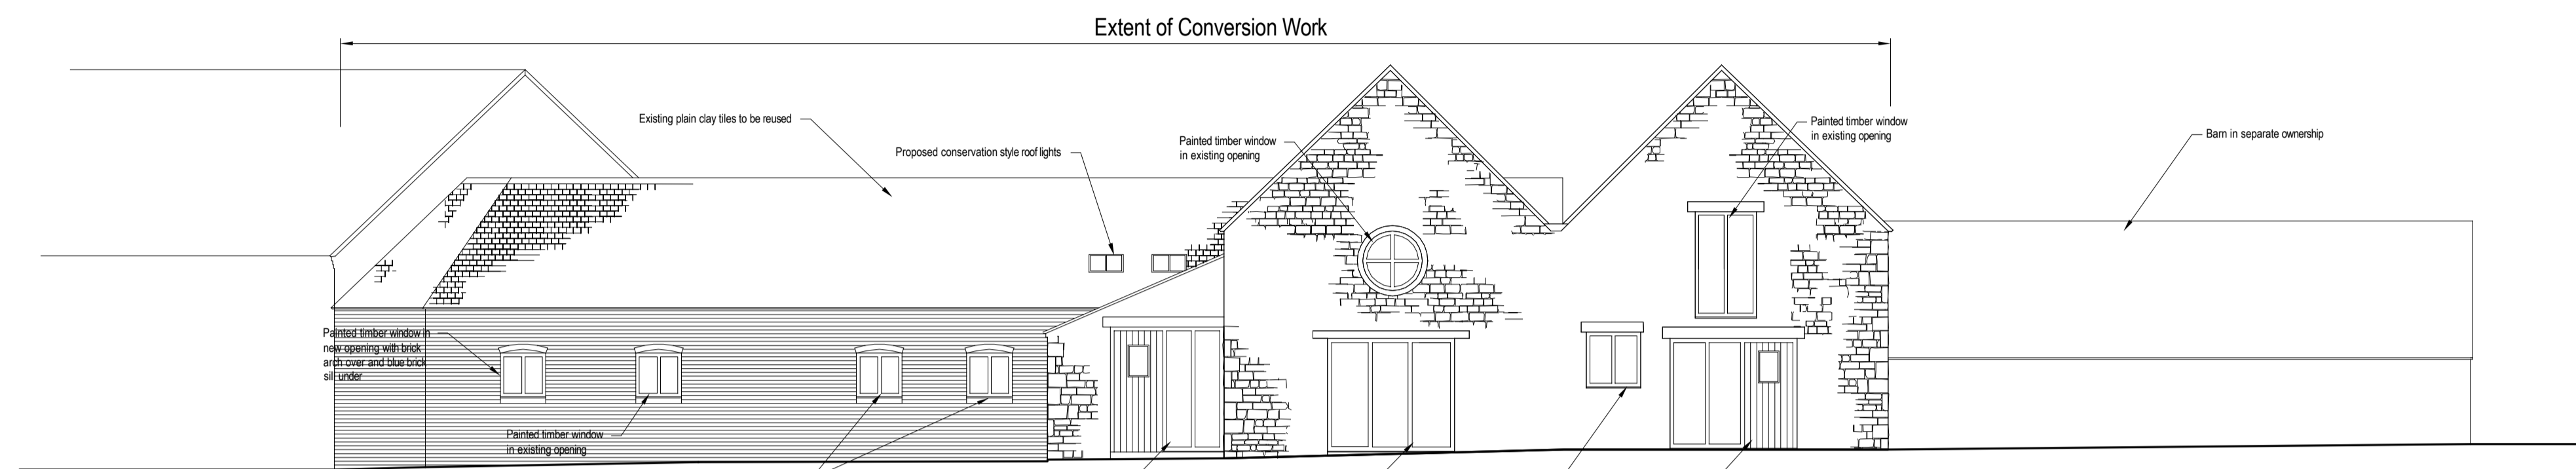 Extent of Conversion Work
Existing plain clay tiles to be reused
Proposed conservation style roof lights
Painted timber window
in existing opening
Painted timber window
in existing opening
Barn in separate ownership
Painted timber window in
new opening with brick
arch over and blue brick
sill under
Painted timber window
in existing opening